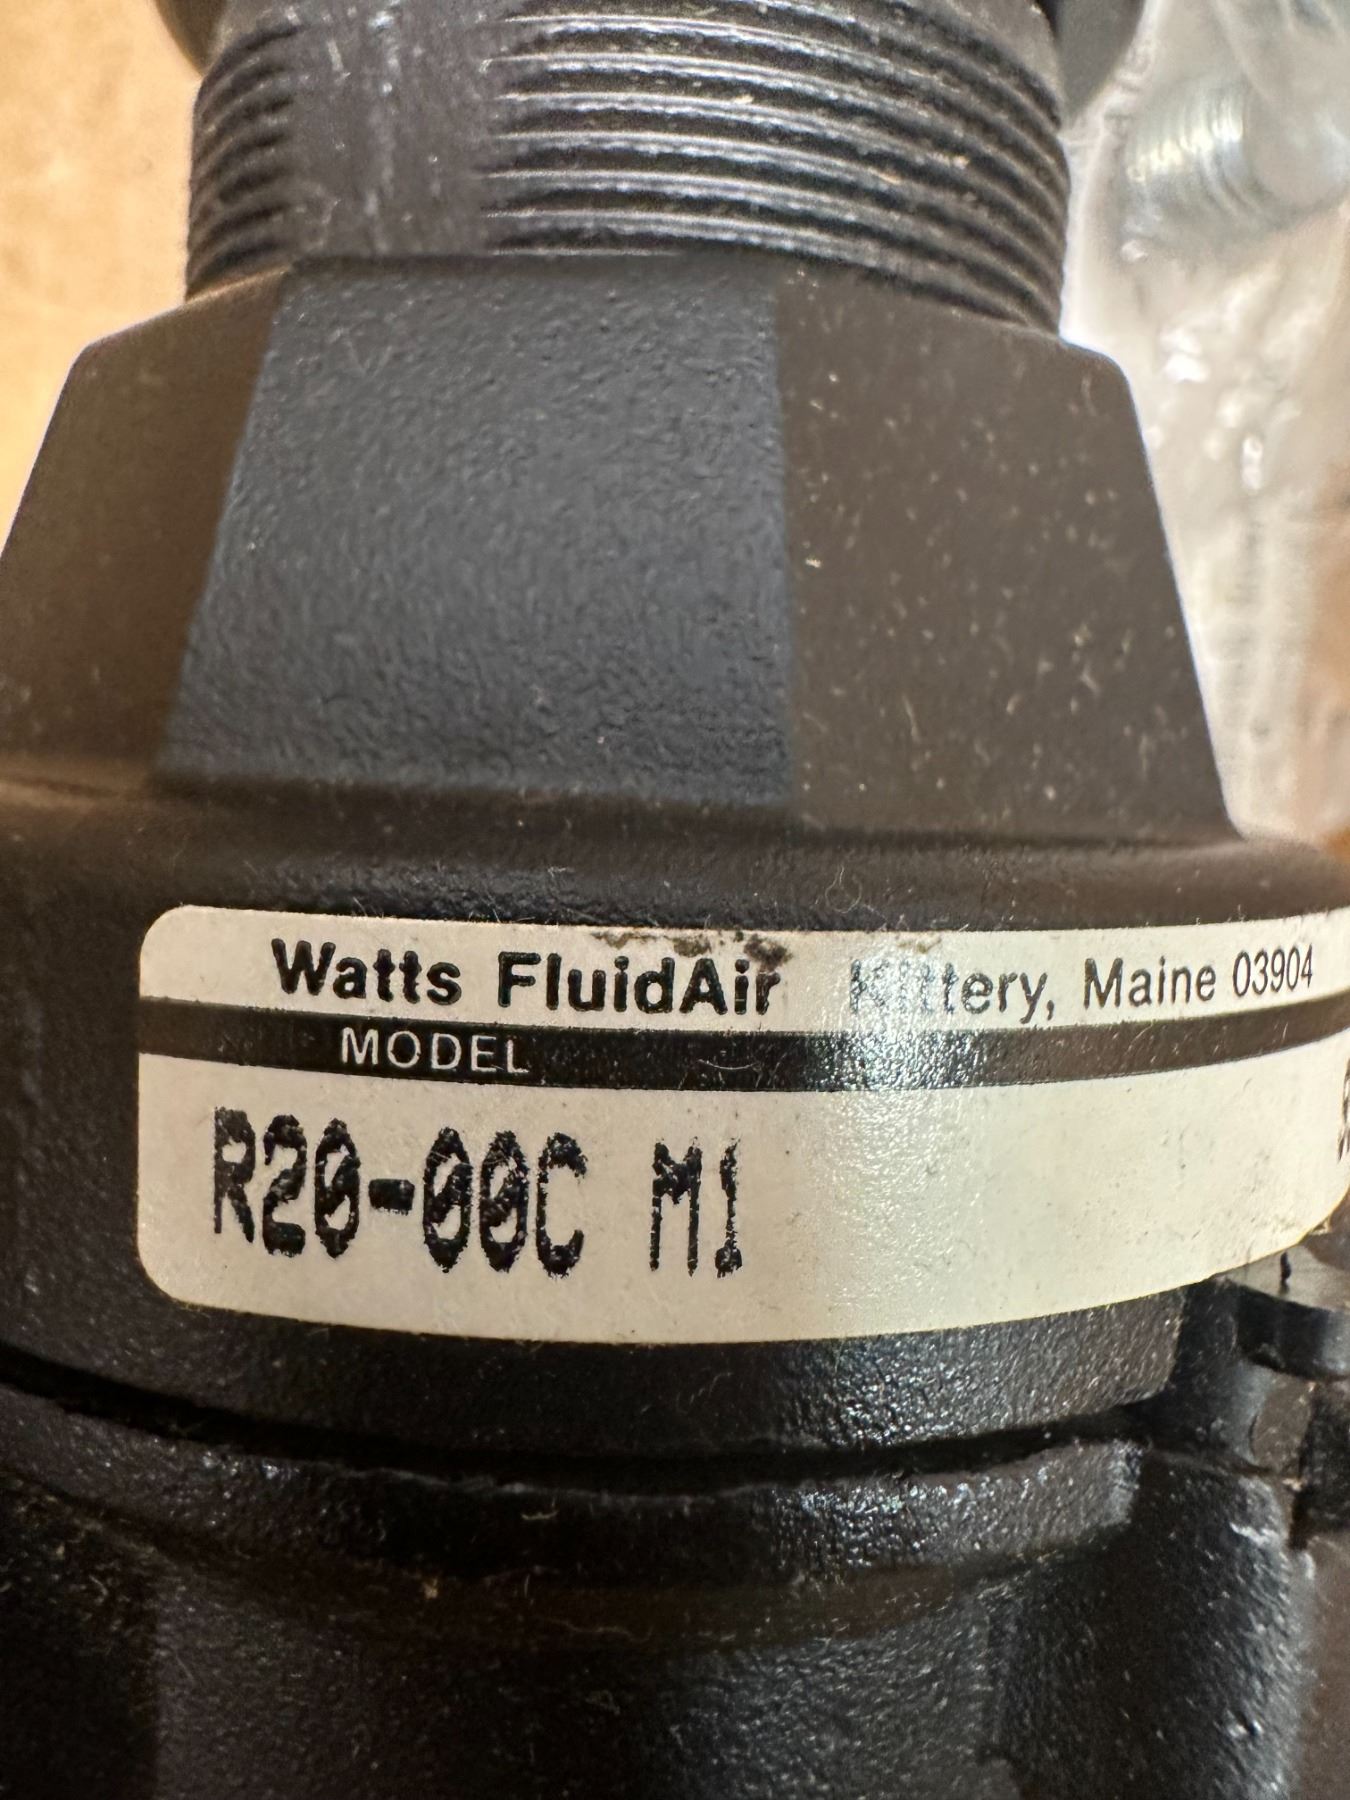 Watts FluidAir Kittery, Maine 03904
MODEL
R20-00C M1